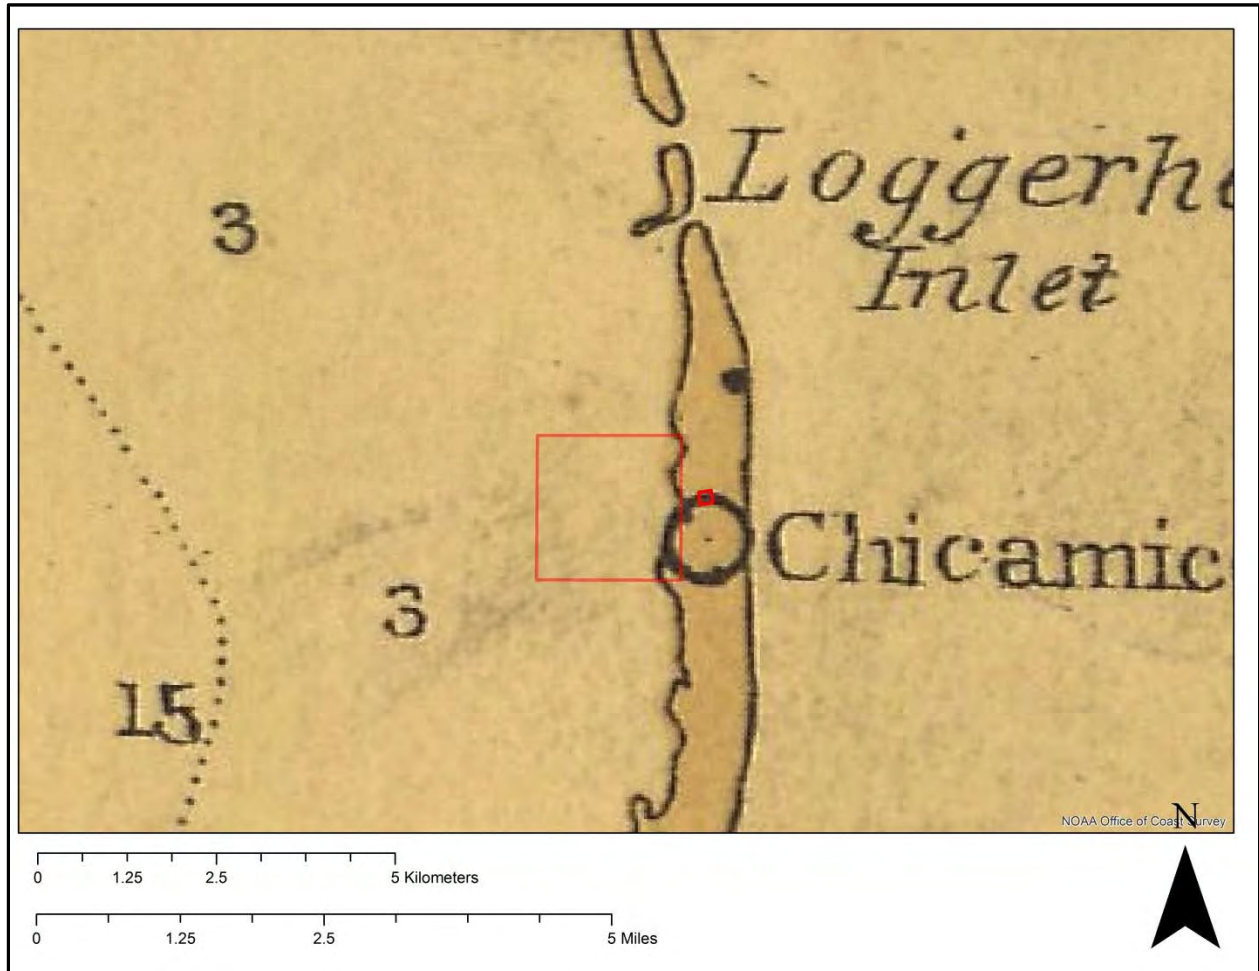 Loggerhe
Inlet
3
Chicamic
3
15
NOAA Office of Coast Survey
N
0 1.25 2.5 5 Kilometers
0 1.25 2.5 5 Miles